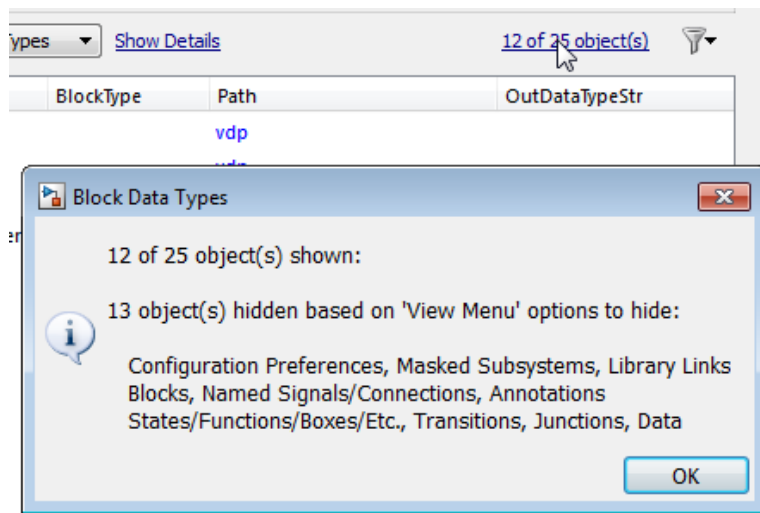 ypes Show Details 12 of 25 object(s)
BlockType Path OutDataTypeStr
vdp
Block Data Types
12 of 25 object(s) shown:
13 object(s) hidden based on 'View Menu' options to hide:
Configuration Preferences, Masked Subsystems, Library Links
Blocks, Named Signals/Connections, Annotations
States/Functions/Boxes/Etc., Transitions, Junctions, Data
OK